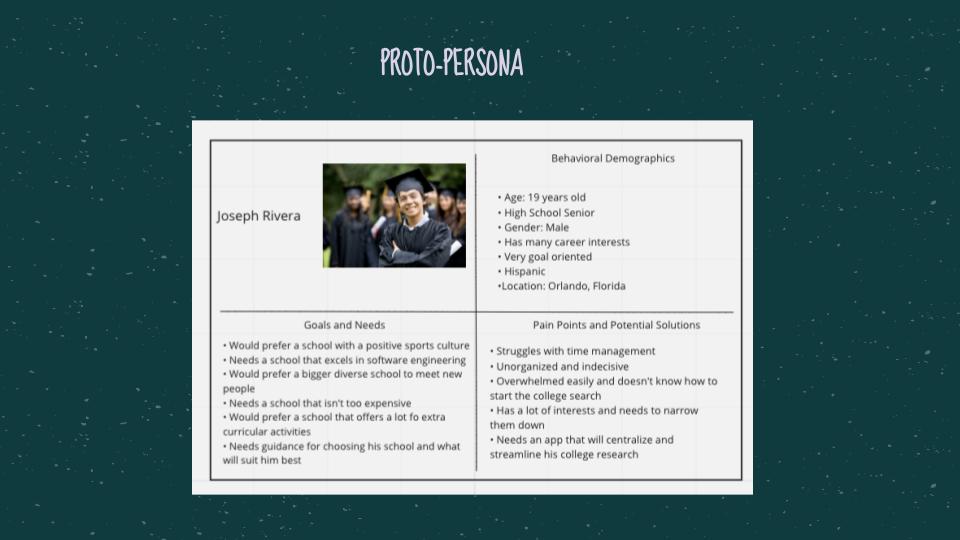 PROTO-PERSONA
Joseph Rivera
Behavioral Demographics
• Age: 19 years old
• High School Senior
• Gender: Male
• Has many career interests
• Very goal oriented
• Hispanic
•Location: Orlando, Florida
Goals and Needs
• Would prefer a school with a positive sports culture
• Needs a school that excels in software engineering
• Would prefer a bigger diverse school to meet new
people
• Needs a school that isn't too expensive
• Would prefer a school that offers a lot fo extra
curricular activities
• Needs guidance for choosing his school and what
will suit him best
Pain Points and Potential Solutions
• Struggles with time management
• Unorganized and indecisive
• Overwhelmed easily and doesn't know how to
start the college search
• Has a lot of interests and needs to narrow
them down
• Needs an app that will centralize and
streamline his college research